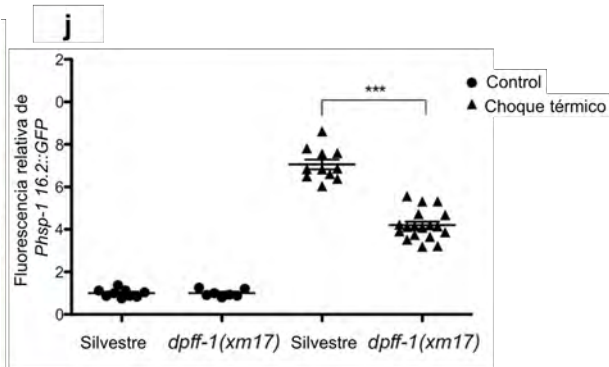 j
Fluorescencia relativa de
Phsp-1 16.2::GFP
2
0
8
6
4
2
0
***
● Control
▲ Choque térmico
Silvestre dpff-1(xm17) Silvestre dpff-1(xm17)